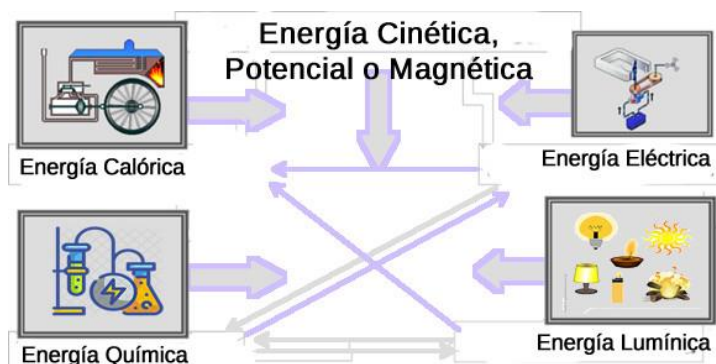 Energía Cinética,
Potencial o Magnética
Energía Calórica
Energía Eléctrica
Energía Química
Energía Lumínica